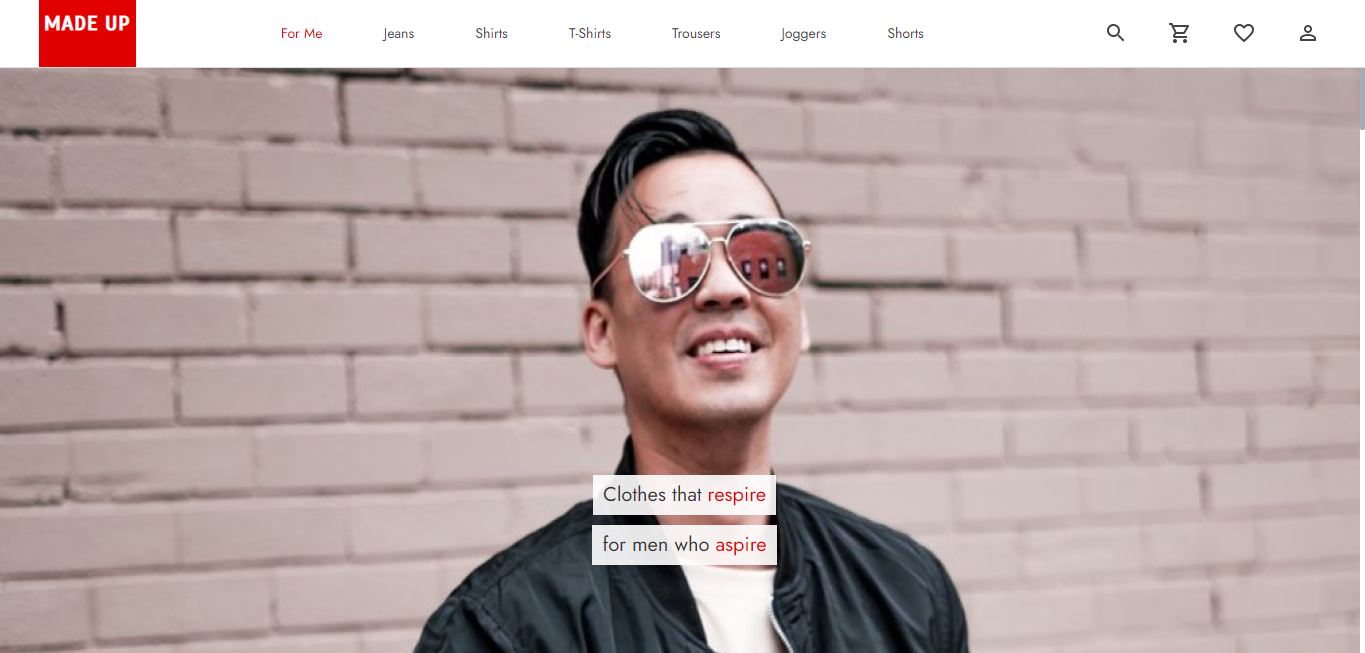 MADE UP
For Me
Jeans
Shirts
T-Shirts
Trousers
Joggers
Shorts
Clothes that respire
for men who aspire